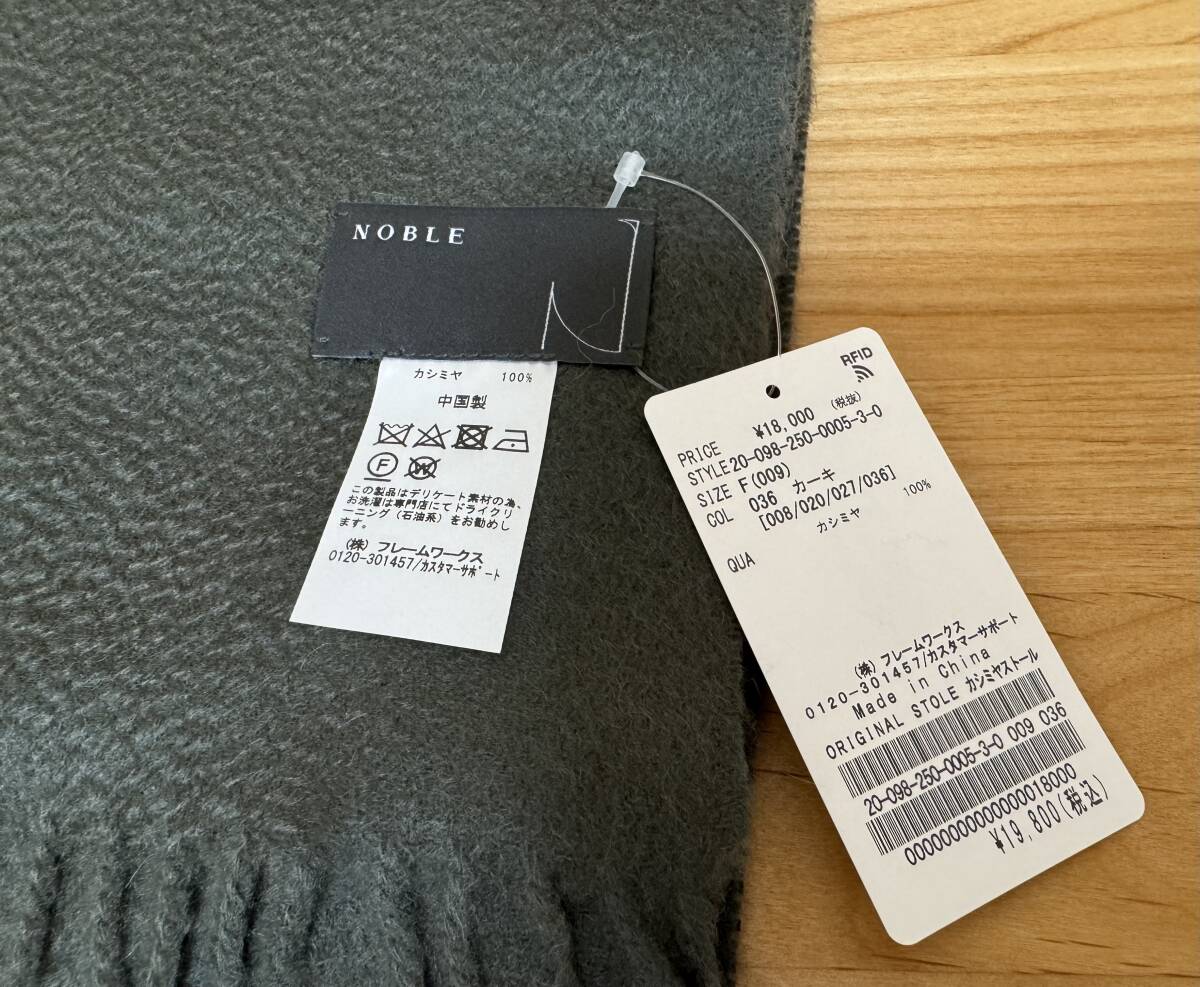 NOBLE
カシミヤ 100%
中国製
F
W
この製品はデリケート素材の為、
お洗濯は専門店にてドライクリ
ーニング（石油系）をお勧めし
ます。
（株）フレームワークス
0120-301457/カスタマーサポート
RFID
PRICE ¥18,000 （税抜）
STYLE 20-098-250-0005-3-0
SIZE F(009)
COL 036 カーキ
[008/020/027/036]
QUA カシミヤ 100%
（株）フレームワークス
0120-301457/カスタマーサポート
Made in China
ORIGINAL STOLE カシミヤストール
20-098-250-0005-3-0 009 036
0000000000000018000
¥19,800(税込)